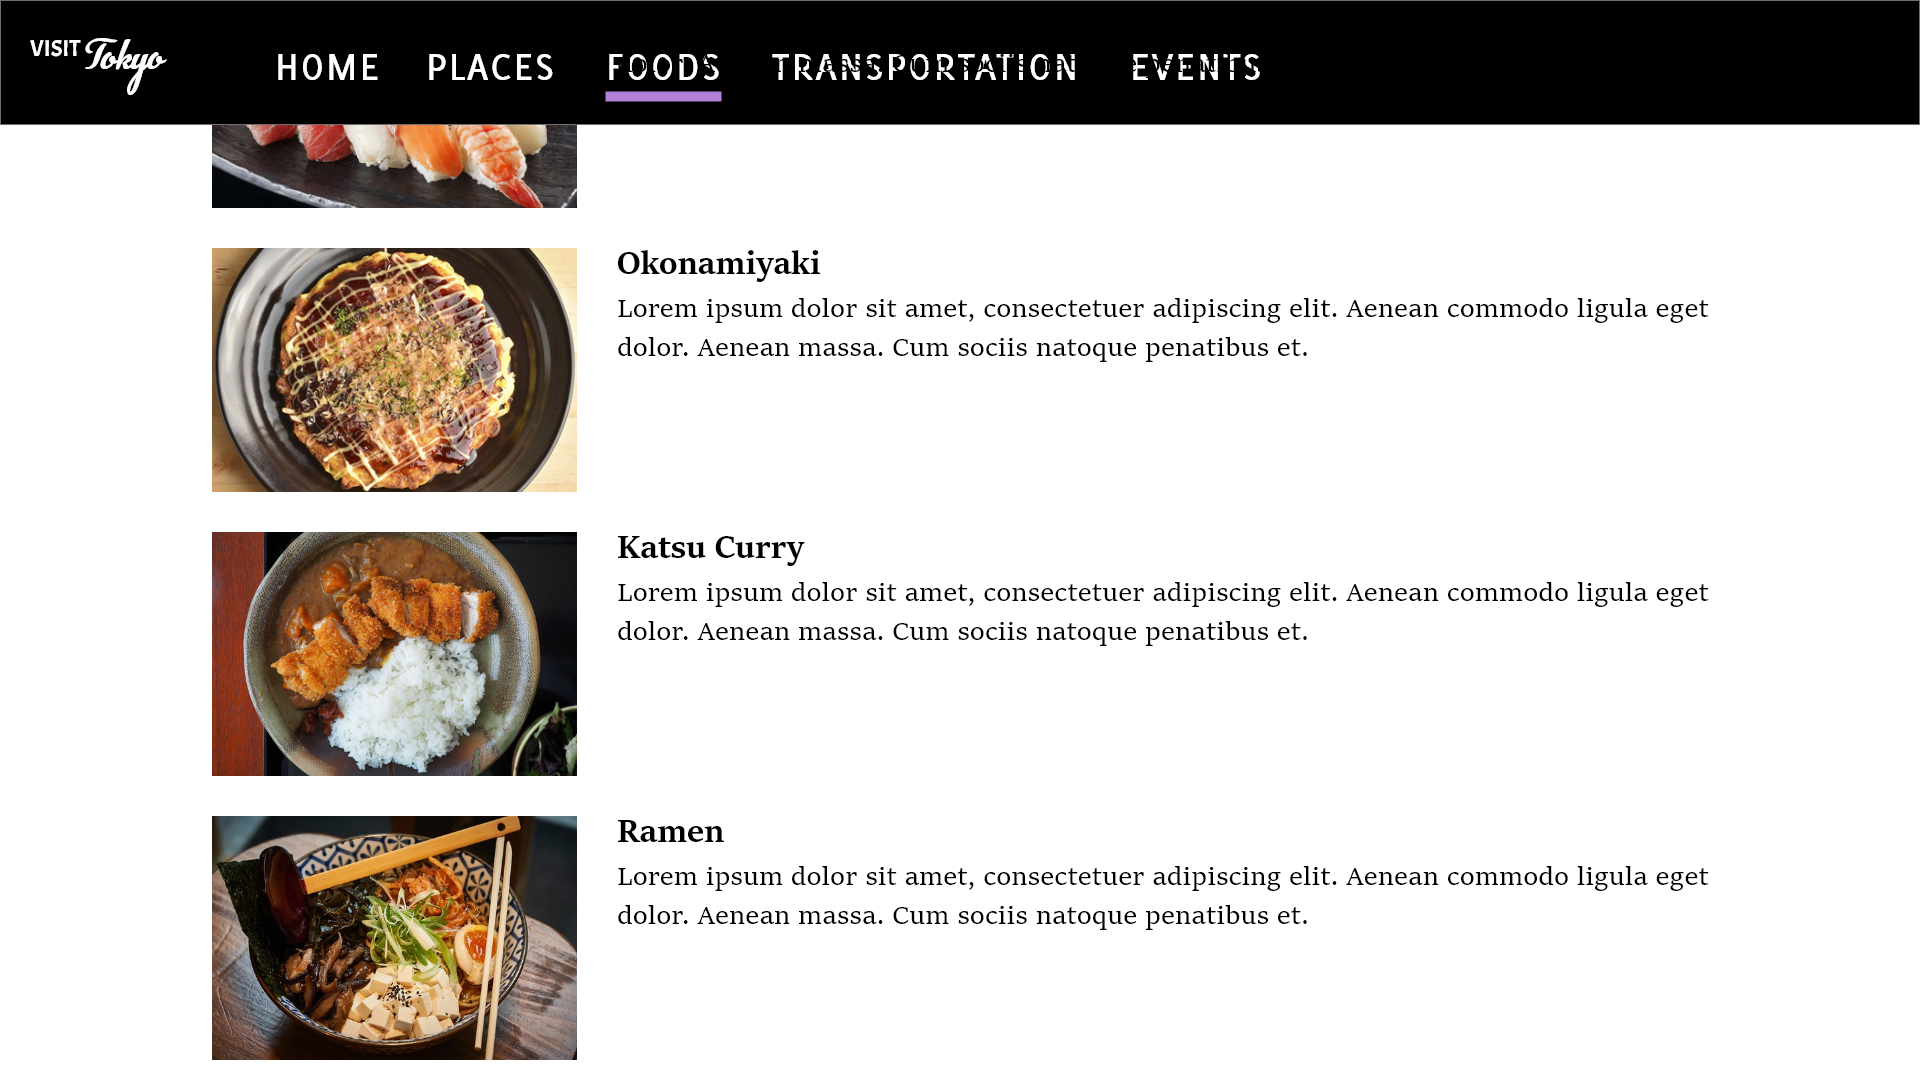 VISIT Tokyo
HOME PLACES FOODS TRANSPORTATION EVENTS
Okonamiyaki
Lorem ipsum dolor sit amet, consectetuer adipiscing elit. Aenean commodo ligula eget
dolor. Aenean massa. Cum sociis natoque penatibus et.
Katsu Curry
Lorem ipsum dolor sit amet, consectetuer adipiscing elit. Aenean commodo ligula eget
dolor. Aenean massa. Cum sociis natoque penatibus et.
Ramen
Lorem ipsum dolor sit amet, consectetuer adipiscing elit. Aenean commodo ligula eget
dolor. Aenean massa. Cum sociis natoque penatibus et.